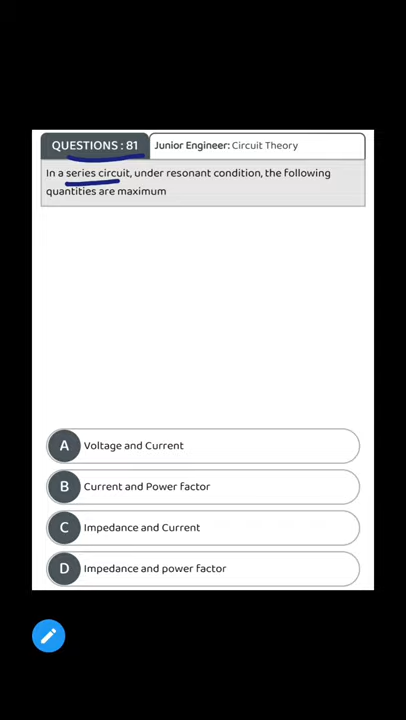 QUESTIONS : 81
Junior Engineer: Circuit Theory
In a series circuit, under resonant condition, the following
quantities are maximum
A Voltage and Current
B Current and Power factor
C Impedance and Current
D Impedance and power factor